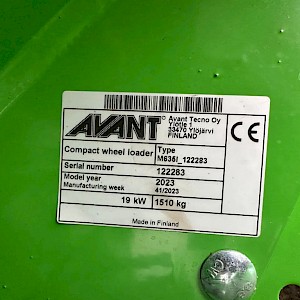 AVANT
Avant Tecno Oy
Ylötie 1
33470 Ylöjärvi
FINLAND
CE
Compact wheel loader
Type
M635I_122283
Serial number
122283
Model year
2023
Manufacturing week
41/2023
19 kW
1510 kg
Made in Finland